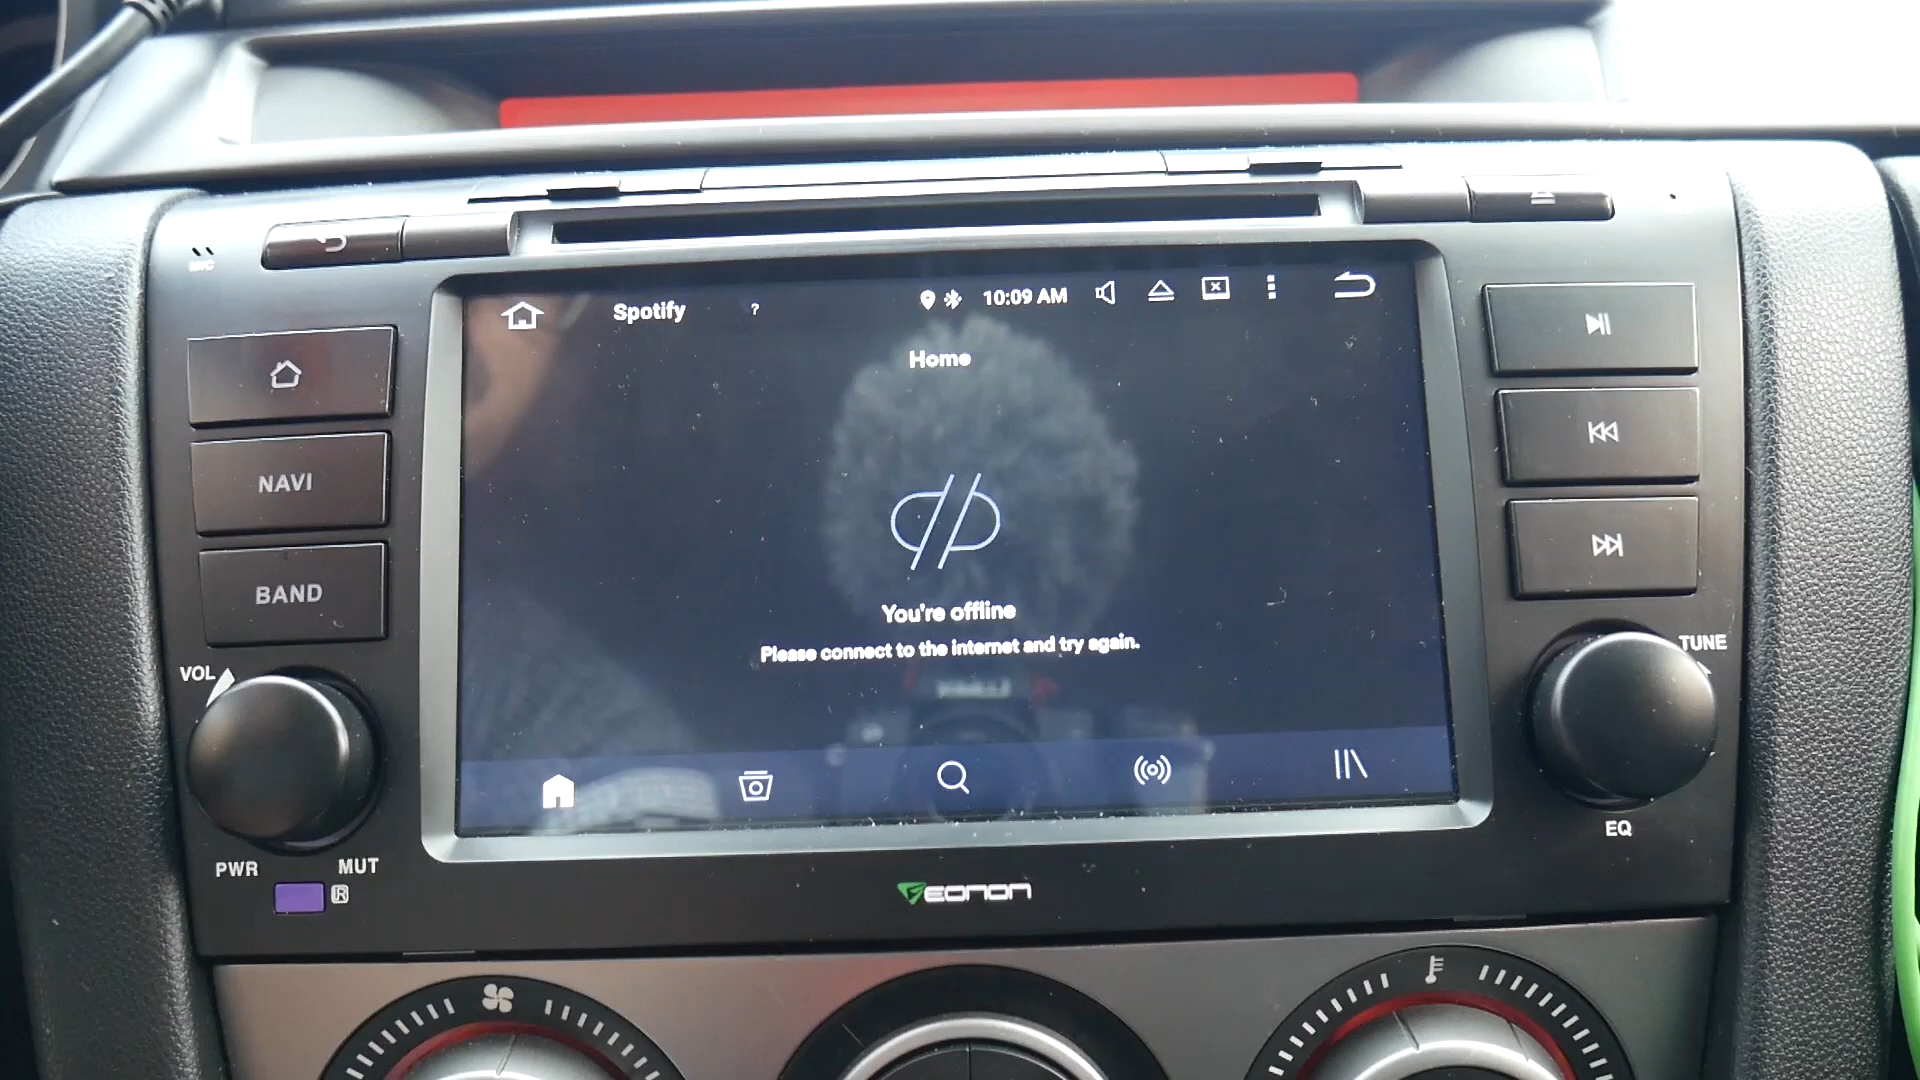 Spotify
?
10:09 AM
Home
You're offline
Please connect to the internet and try again.
NAVI
BAND
VOL
PWR
MUT
IR
TUNE
EQ
EONON